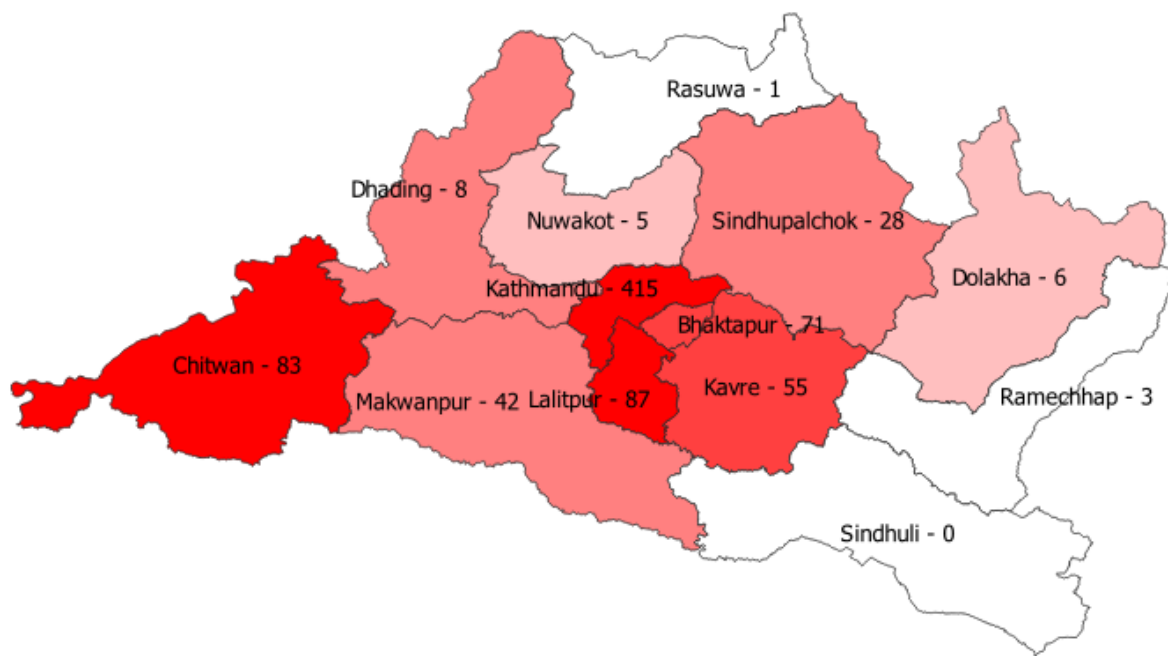 Rasuwa - 1
Dhading - 8
Nuwakot - 5
Sindhupalchok - 28
Dolakha - 6
Kathmandu - 415
Bhaktapur - 71
Chitwan - 83
Makwanpur - 42
Lalitpur - 87
Kavre - 55
Ramechhap - 3
Sindhuli - 0